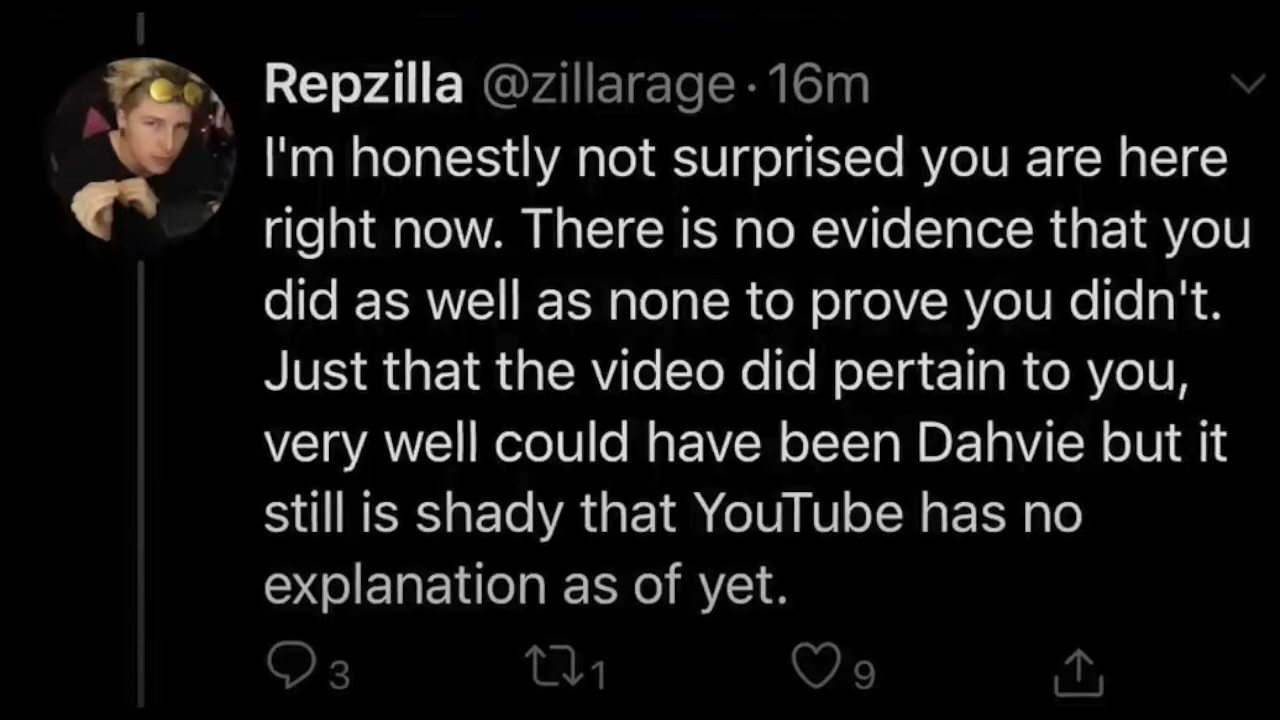 Repzilla @zillarage · 16m
I'm honestly not surprised you are here
right now. There is no evidence that you
did as well as none to prove you didn't.
Just that the video did pertain to you,
very well could have been Dahvie but it
still is shady that YouTube has no
explanation as of yet.
3 1 9